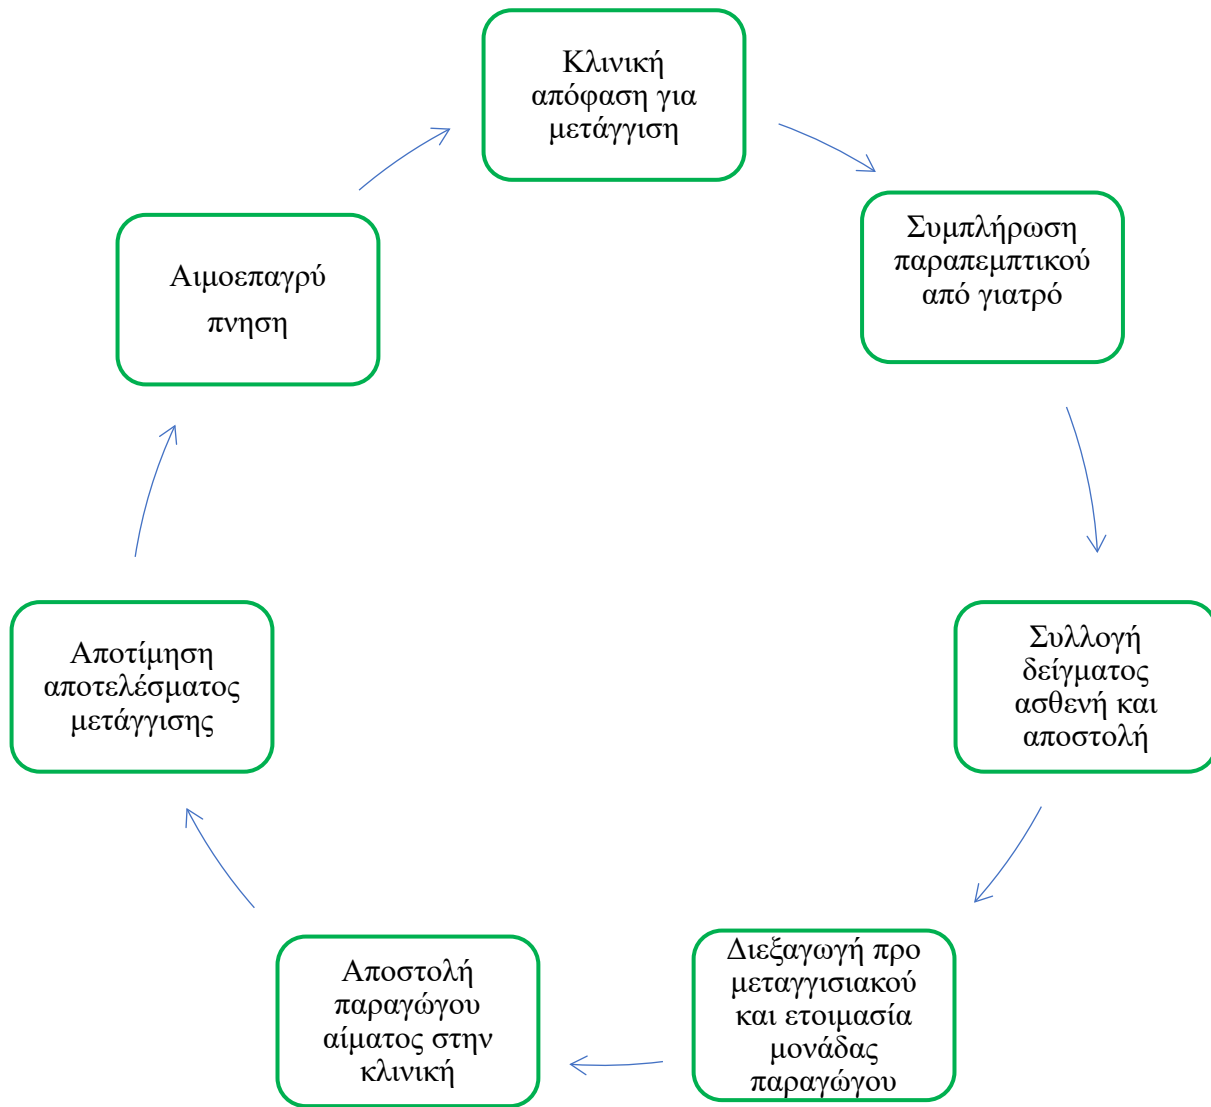 Κλινική
απόφαση για
μετάγγιση
Συμπλήρωση
παραπεμπτικού
από γιατρό
Συλλογή
δείγματος
ασθενή και
αποστολή
Διεξαγωγή προ
μεταγγισιακού
και ετοιμασία
μονάδας
παραγώγου
Αποστολή
παραγώγου
αίματος στην
κλινική
Αποτίμηση
αποτελέσματος
μετάγγισης
Αιμοεπαγρύ
πνηση